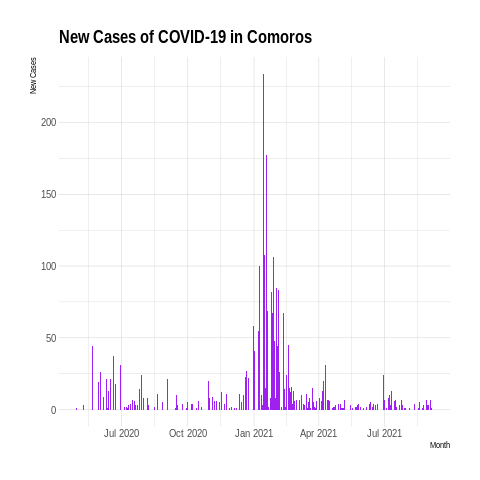 New Cases of COVID-19 in Comoros
New Cases
200
150
100
50
0
Jul 2020 Oct 2020 Jan 2021 Apr 2021 Jul 2021
Month